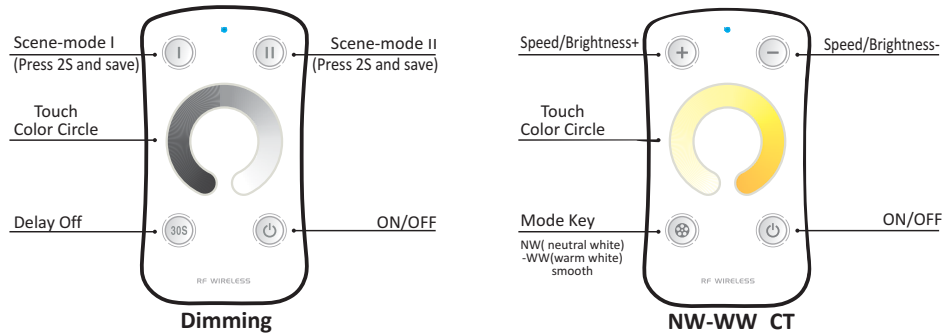 Scene-mode I
(Press 2S and save)
I
II
Scene-mode II
(Press 2S and save)
Touch
Color Circle
Delay Off
30S
ON/OFF
RF WIRELESS
Dimming
Speed/Brightness+
+
−
Speed/Brightness-
Touch
Color Circle
Mode Key
NW( neutral white)
-WW(warm white)
smooth
ON/OFF
RF WIRELESS
NW-WW CT